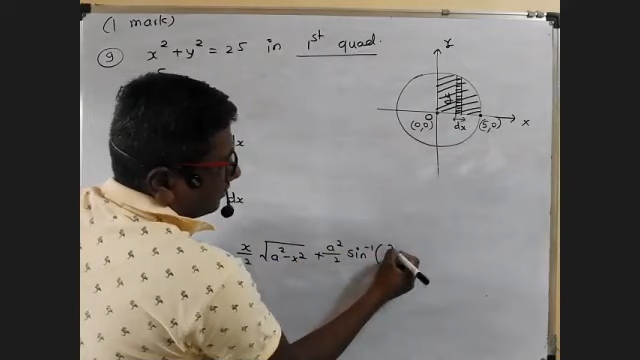 (1 mark)
9 x² + y² = 25 in 1st quad.
y
O
(0,0)
dx
(5,0)
x
dx
dx
x/2 √a²-x² + a²/2 sin⁻¹(